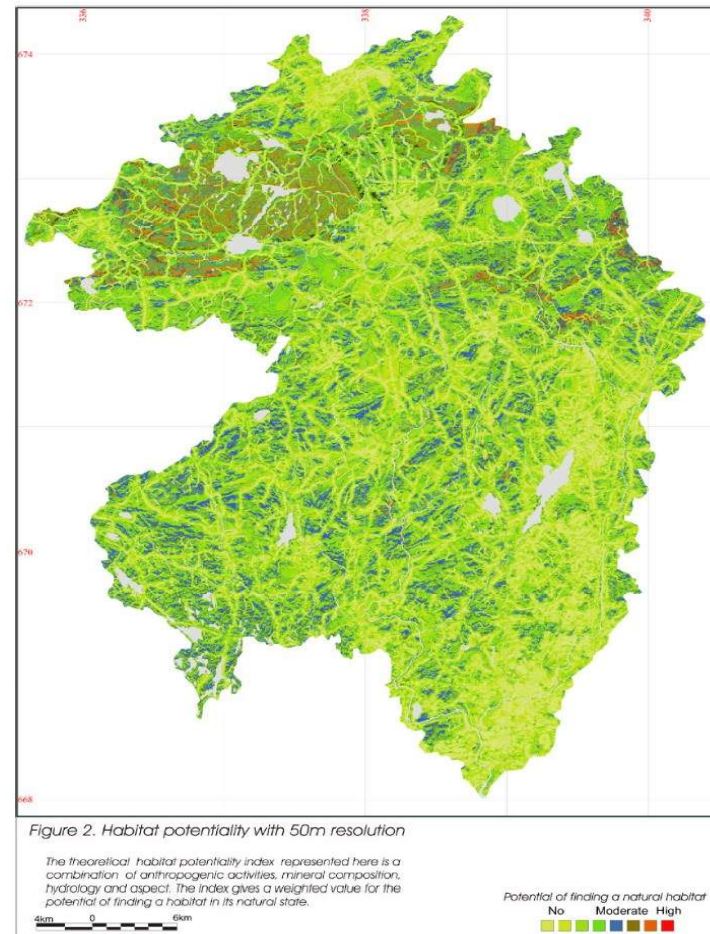 336
338
340
674
672
670
668
Figure 2. Habitat potentiality with 50m resolution
The theoretical habitat potentiality index represented here is a
combination of anthropogenic activities, mineral composition,
hydrology and aspect. The index gives a weighted value for the
potential of finding a habitat in its natural state.
4km 0 6km
Potential of finding a natural habitat
No Moderate High